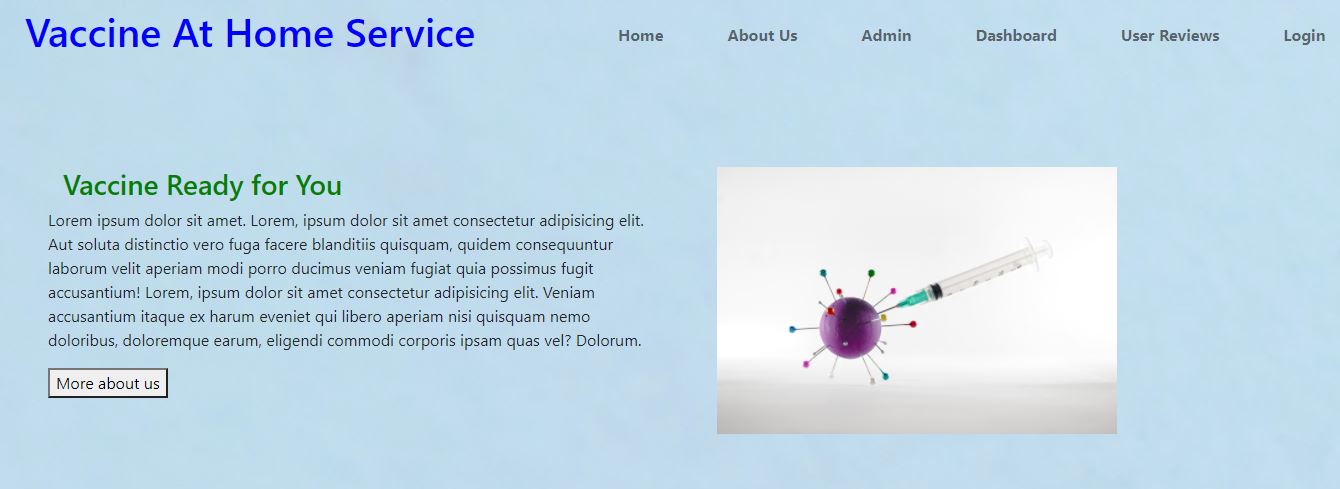 Vaccine At Home Service
Home About Us Admin Dashboard User Reviews Login
Vaccine Ready for You
Lorem ipsum dolor sit amet. Lorem, ipsum dolor sit amet consectetur adipisicing elit.
Aut soluta distinctio vero fuga facere blanditiis quisquam, quidem consequuntur
laborum velit aperiam modi porro ducimus veniam fugiat quia possimus fugit
accusantium! Lorem, ipsum dolor sit amet consectetur adipisicing elit. Veniam
accusantium itaque ex harum eveniet qui libero aperiam nisi quisquam nemo
doloribus, doloremque earum, eligendi commodi corporis ipsam quas vel? Dolorum.
More about us